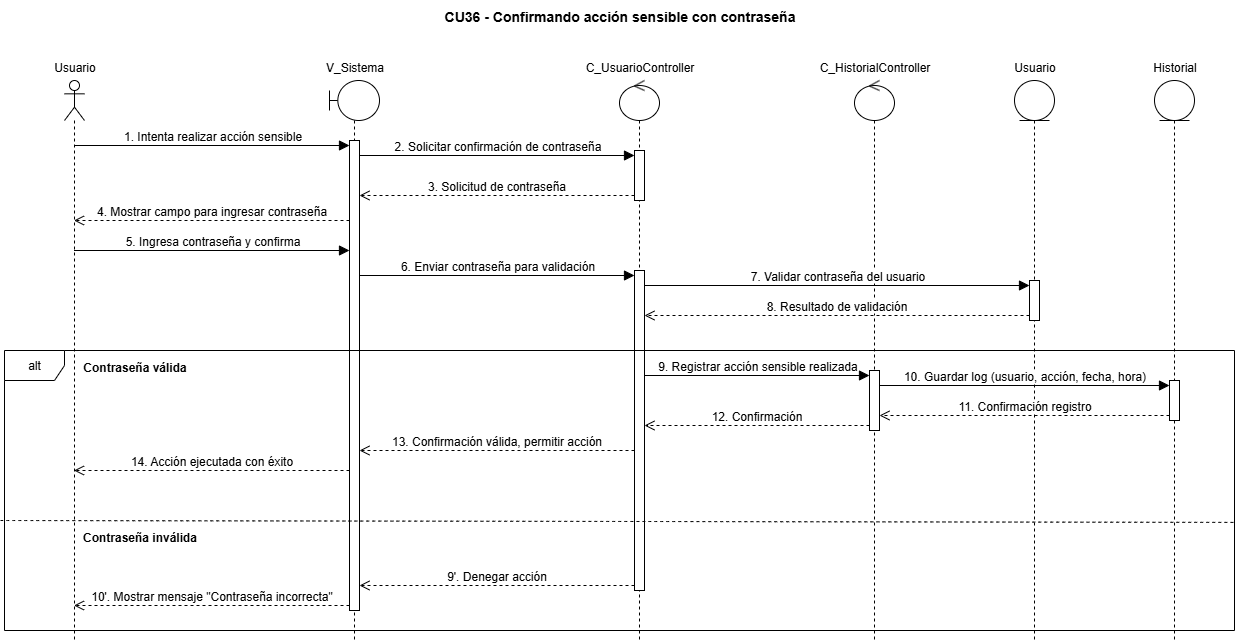 CU36 - Confirmando acción sensible con contraseña
Usuario
V_Sistema
C_UsuarioController
C_HistorialController
Usuario
Historial
1. Intenta realizar acción sensible
2. Solicitar confirmación de contraseña
3. Solicitud de contraseña
4. Mostrar campo para ingresar contraseña
5. Ingresa contraseña y confirma
6. Enviar contraseña para validación
7. Validar contraseña del usuario
8. Resultado de validación
alt
Contraseña válida
9. Registrar acción sensible realizada
10. Guardar log (usuario, acción, fecha, hora)
11. Confirmación registro
12. Confirmación
13. Confirmación válida, permitir acción
14. Acción ejecutada con éxito
Contraseña inválida
9'. Denegar acción
10'. Mostrar mensaje "Contraseña incorrecta"